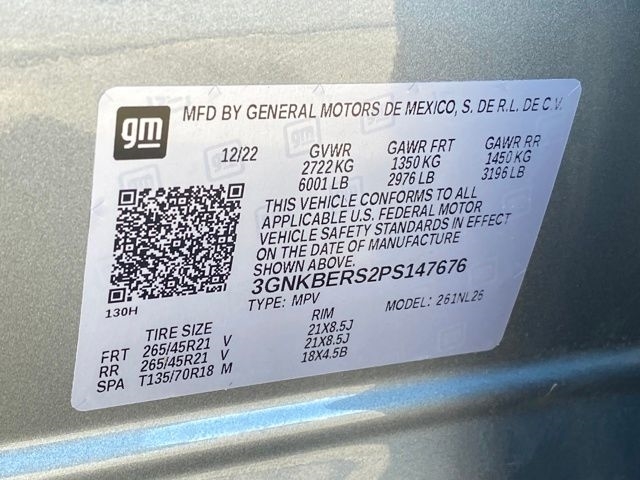 gm
MFD BY GENERAL MOTORS DE MEXICO, S. DE R.L. DE C.V.
12/22 GVWR GAWR FRT GAWR RR
2722 KG 1350 KG 1450 KG
6001 LB 2976 LB 3196 LB
THIS VEHICLE CONFORMS TO ALL
APPLICABLE U.S. FEDERAL MOTOR
VEHICLE SAFETY STANDARDS IN EFFECT
ON THE DATE OF MANUFACTURE
SHOWN ABOVE.
3GNKBERS2PS147676
TYPE: MPV MODEL: 261NL26
130H
TIRE SIZE RIM
FRT 265/45R21 V 21X8.5J
RR 265/45R21 V 21X8.5J
SPA T135/70R18 M 18X4.5B